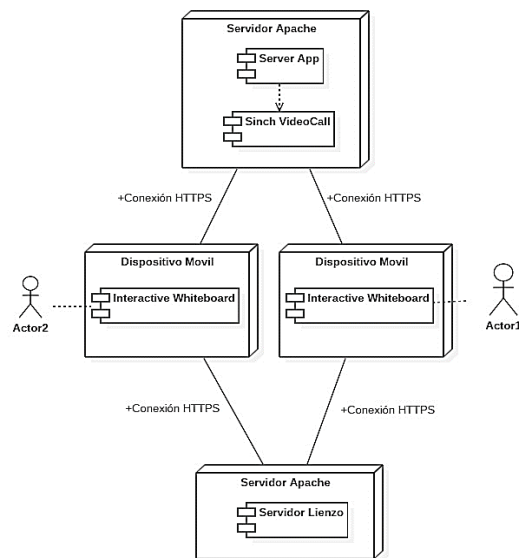 Servidor Apache
Server App
Sinch VideoCall
+Conexión HTTPS
+Conexión HTTPS
Dispositivo Movil
Dispositivo Movil
Interactive Whiteboard
Interactive Whiteboard
Actor2
Actor1
+Conexión HTTPS
+Conexión HTTPS
Servidor Apache
Servidor Lienzo